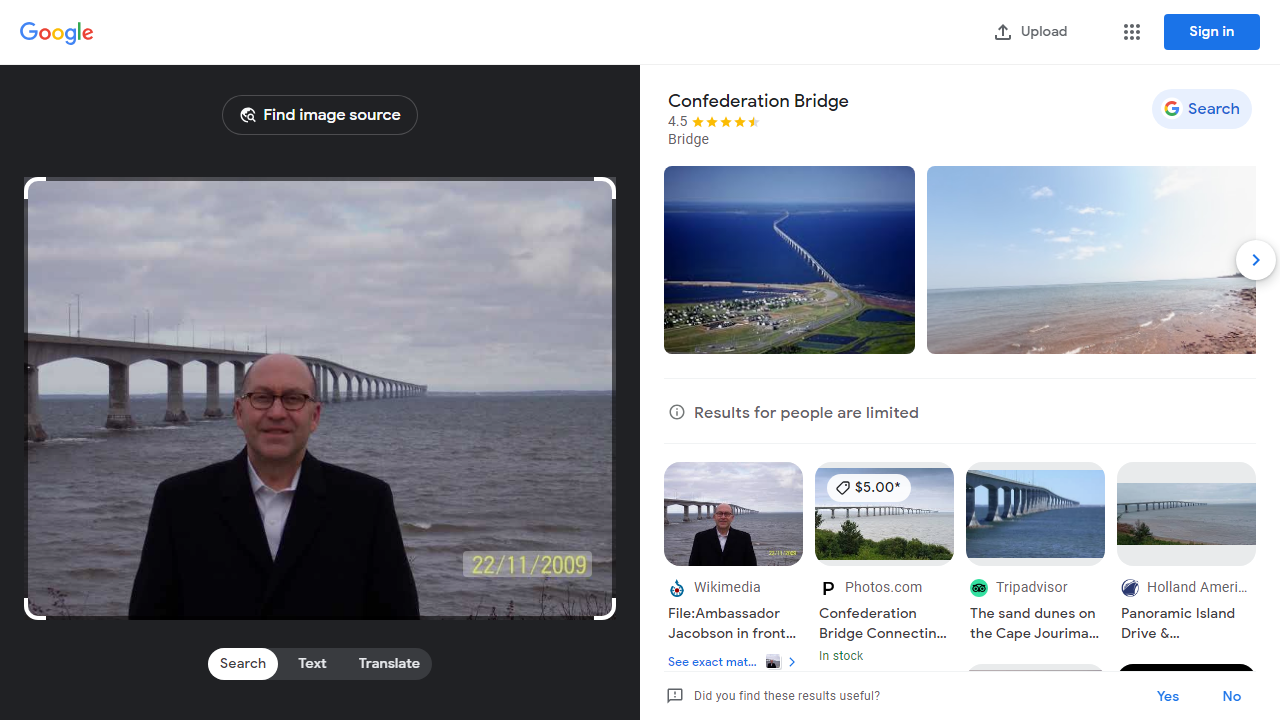 Google
Upload
Sign in
Find image source
22/11/2009
Search
Text
Translate
Confederation Bridge
4.5
Bridge
Search
Results for people are limited
Wikimedia
File:Ambassador
Jacobson in front...
See exact mat...
$5.00*
Photos.com
Confederation
Bridge Connectin...
In stock
Tripadvisor
The sand dunes on
the Cape Jourima...
Holland Ameri...
Panoramic Island
Drive &...
Did you find these results useful?
Yes
No